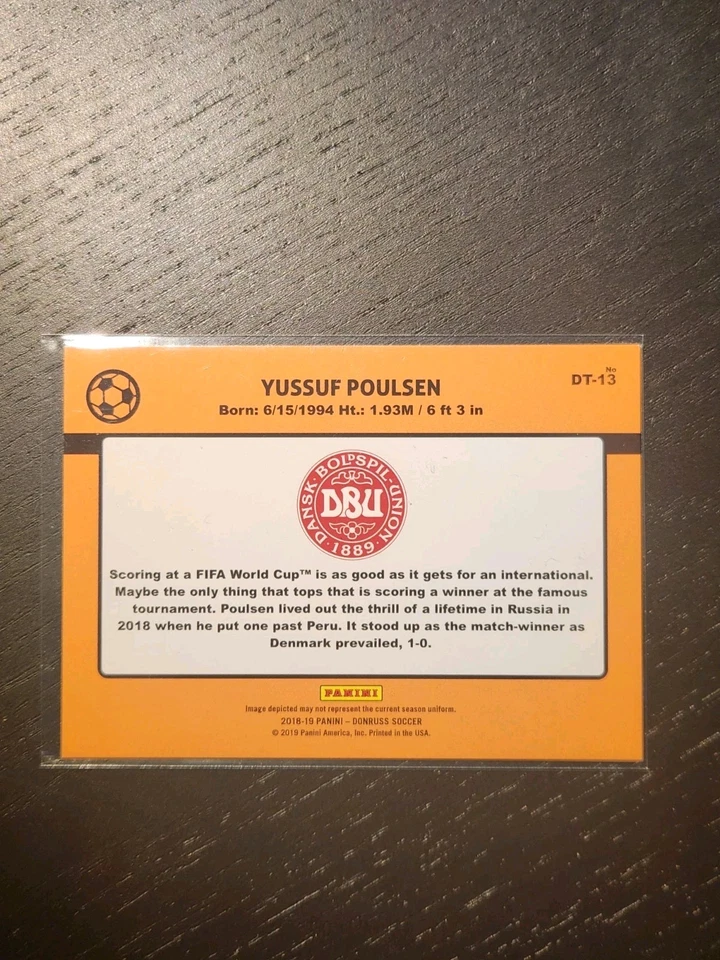 No
YUSSUF POULSEN
DT-13
Born: 6/15/1994 Ht.: 1.93M / 6 ft 3 in
DANSK · BOLDSPIL-UNION
DBU
· 1889 ·
Scoring at a FIFA World Cup™ is as good as it gets for an international.
Maybe the only thing that tops that is scoring a winner at the famous
tournament. Poulsen lived out the thrill of a lifetime in Russia in
2018 when he put one past Peru. It stood up as the match-winner as
Denmark prevailed, 1-0.
PANINI
Image depicted may not represent the current season uniform.
2018-19 PANINI – DONRUSS SOCCER
© 2019 Panini America, Inc. Printed in the USA.